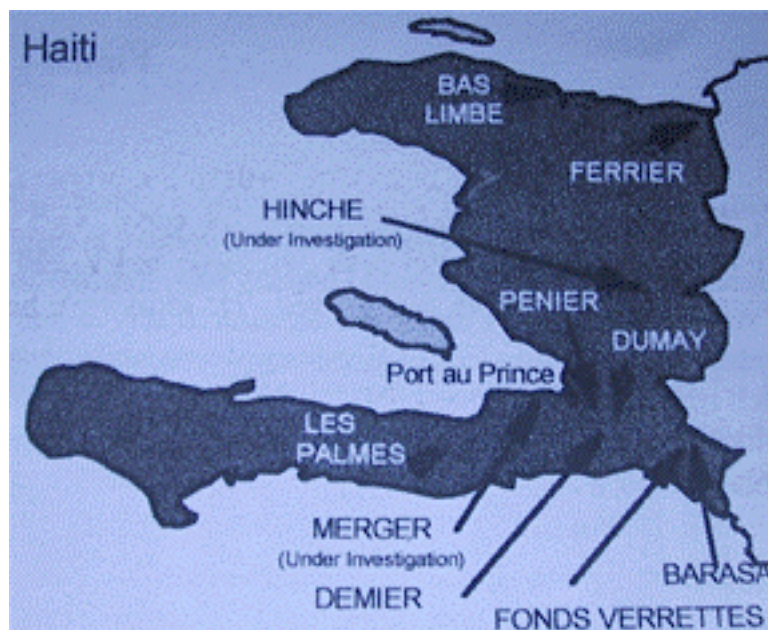 Haiti
BAS
LIMBE
FERRIER
HINCHE
(Under Investigation)
PENIER
DUMAY
Port au Prince
LES
PALMES
MERGER
(Under Investigation)
DEMIER
BARASA
FONDS VERRETTES